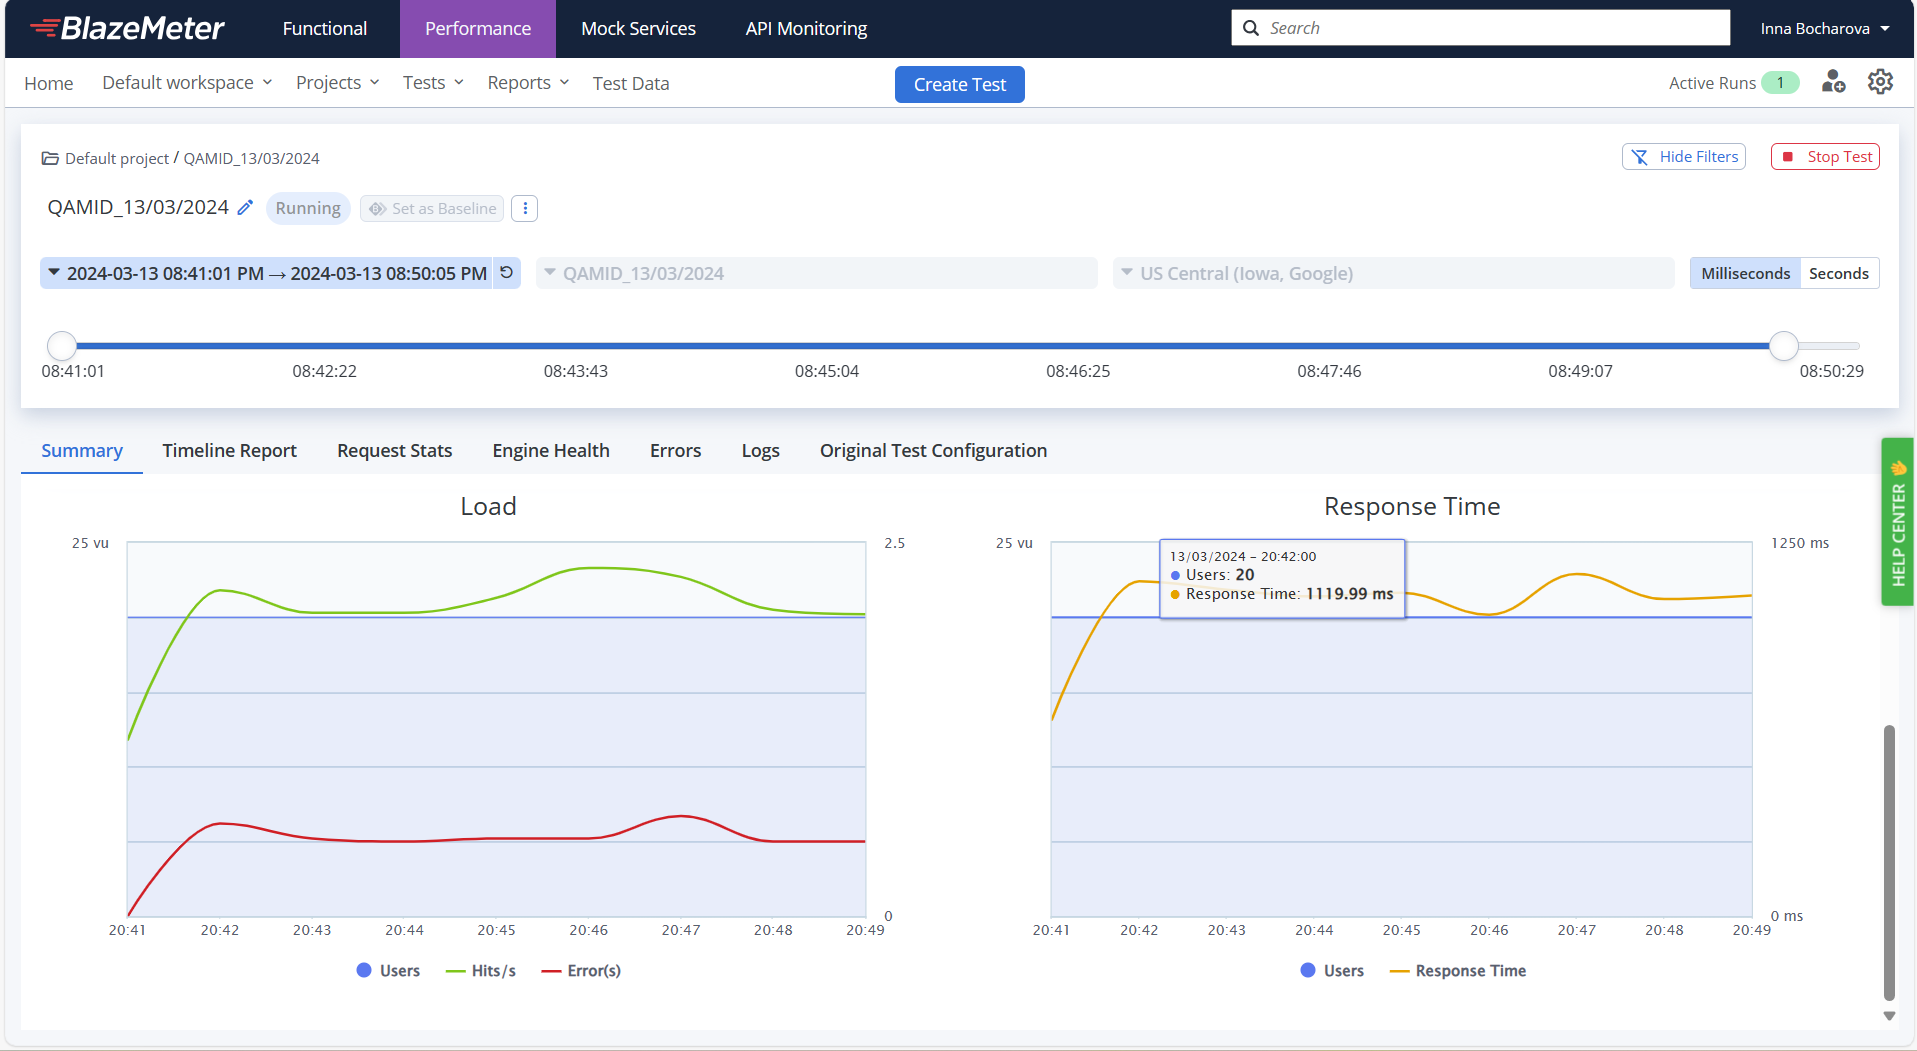 BlazeMeter Functional Performance Mock Services API Monitoring Search Inna Bocharova
Home Default workspace Projects Tests Reports Test Data Create Test Active Runs 1
Default project / QAMID_13/03/2024 Hide Filters Stop Test
QAMID_13/03/2024 Running Set as Baseline
2024-03-13 08:41:01 PM → 2024-03-13 08:50:05 PM QAMID_13/03/2024 US Central (Iowa, Google) Milliseconds Seconds
08:41:01 08:42:22 08:43:43 08:45:04 08:46:25 08:47:46 08:49:07 08:50:29
Summary Timeline Report Request Stats Engine Health Errors Logs Original Test Configuration
HELP CENTER
Load
25 vu 2.5
0
20:41 20:42 20:43 20:44 20:45 20:46 20:47 20:48 20:49
Users Hits/s Error(s)
Response Time
25 vu 1250 ms
13/03/2024 – 20:42:00
Users: 20
Response Time: 1119.99 ms
0 ms
20:41 20:42 20:43 20:44 20:45 20:46 20:47 20:48 20:49
Users Response Time